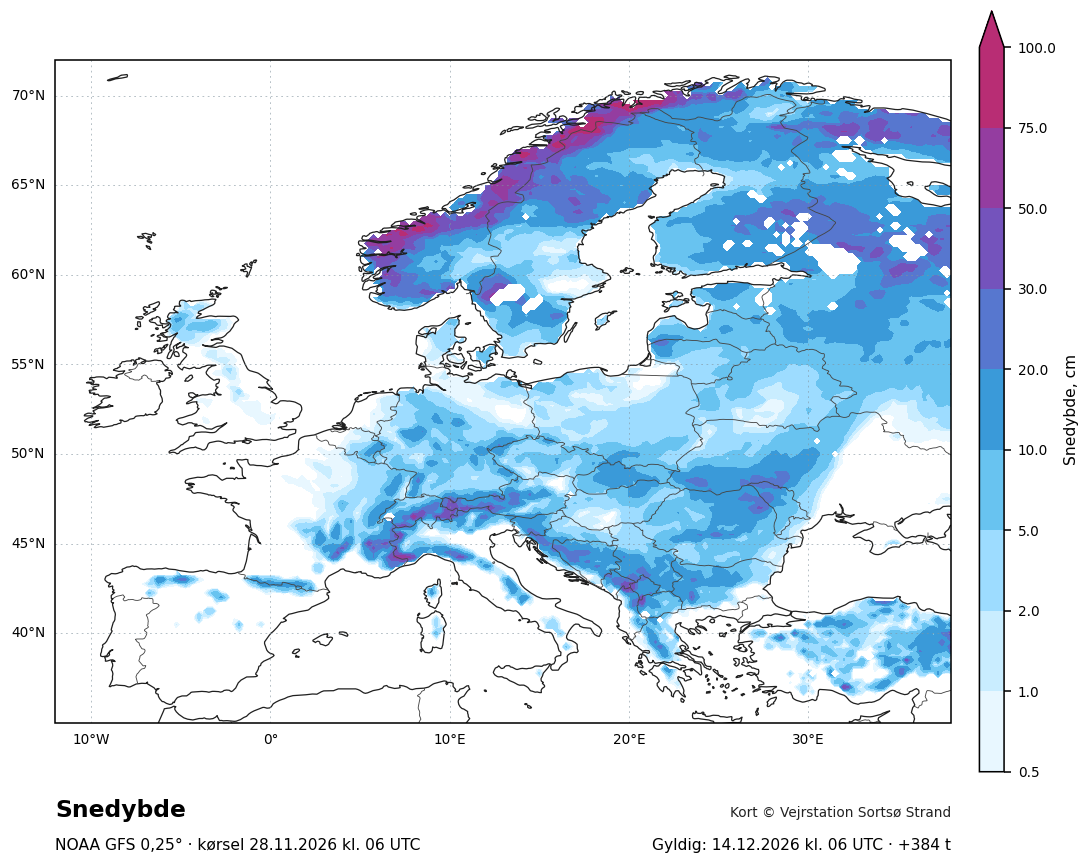 100.0
75.0
50.0
30.0
20.0
10.0
5.0
2.0
1.0
0.5
Snedybde, cm
70°N
65°N
60°N
55°N
50°N
45°N
40°N
10°W 0° 10°E 20°E 30°E
Snedybde
Kort © Vejrstation Sortsø Strand
NOAA GFS 0,25° · kørsel 28.11.2026 kl. 06 UTC
Gyldig: 14.12.2026 kl. 06 UTC · +384 t